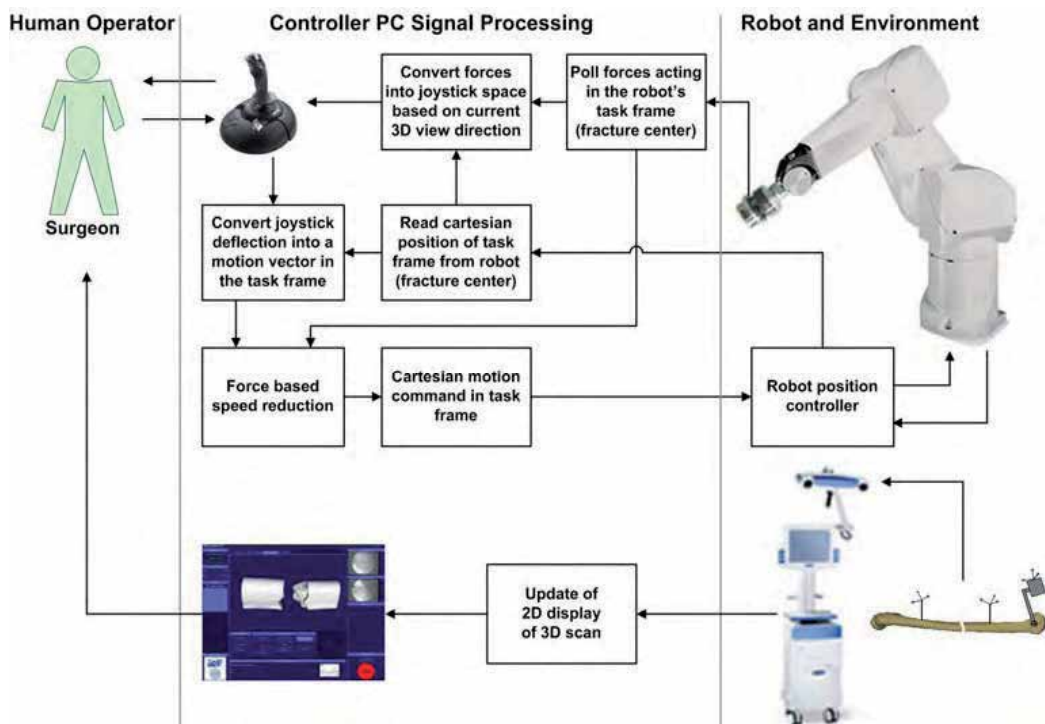 Human Operator
Controller PC Signal Processing
Robot and Environment
Convert forces
into joystick space
based on current
3D view direction
Poll forces acting
in the robot's
task frame
(fracture center)
Surgeon
Convert joystick
deflection into a
motion vector in
the task frame
Read cartesian
position of task
frame from robot
(fracture center)
Force based
speed reduction
Cartesian motion
command in task
frame
Robot position
controller
Update of
2D display
of 3D scan